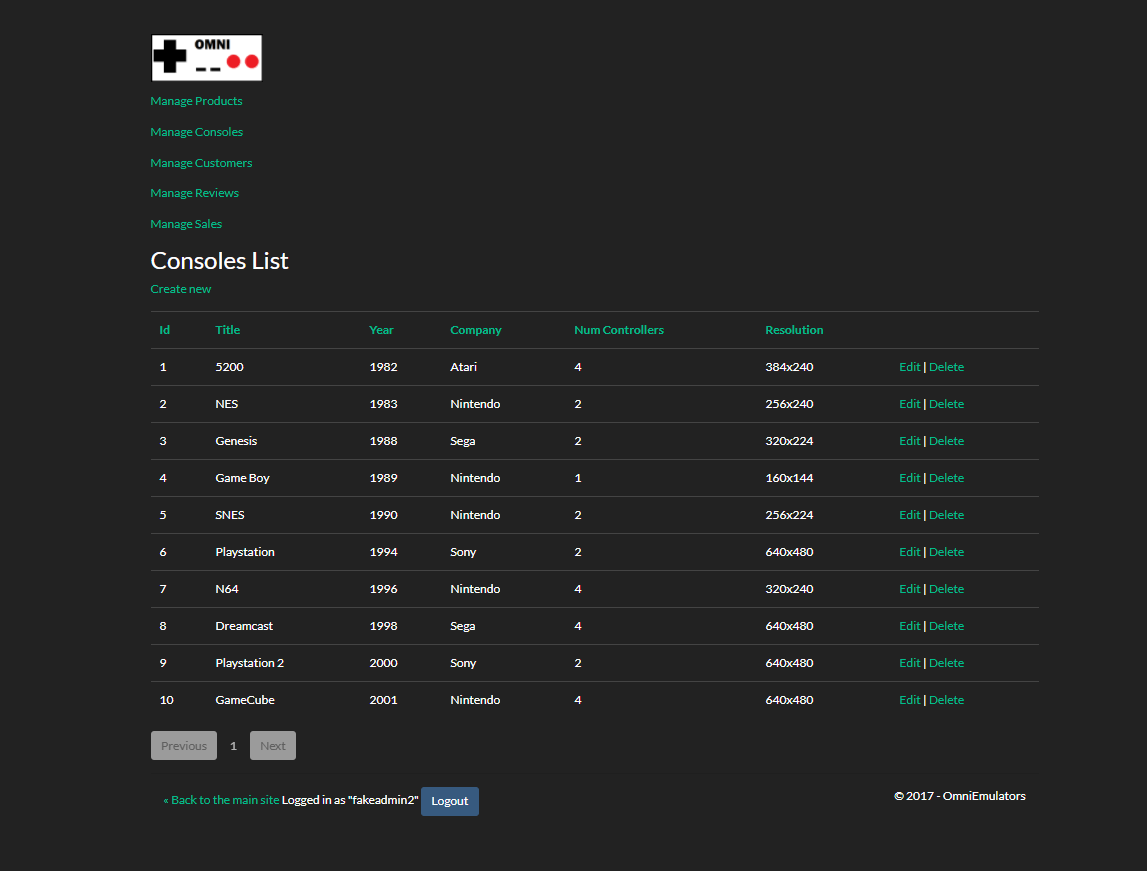 OMNI
Manage Products
Manage Consoles
Manage Customers
Manage Reviews
Manage Sales
Consoles List
Create new
Id Title Year Company Num Controllers Resolution
1 5200 1982 Atari 4 384x240 Edit | Delete
2 NES 1983 Nintendo 2 256x240 Edit | Delete
3 Genesis 1988 Sega 2 320x224 Edit | Delete
4 Game Boy 1989 Nintendo 1 160x144 Edit | Delete
5 SNES 1990 Nintendo 2 256x224 Edit | Delete
6 Playstation 1994 Sony 2 640x480 Edit | Delete
7 N64 1996 Nintendo 4 320x240 Edit | Delete
8 Dreamcast 1998 Sega 4 640x480 Edit | Delete
9 Playstation 2 2000 Sony 2 640x480 Edit | Delete
10 GameCube 2001 Nintendo 4 640x480 Edit | Delete
Previous 1 Next
« Back to the main site Logged in as "fakeadmin2" Logout © 2017 - OmniEmulators